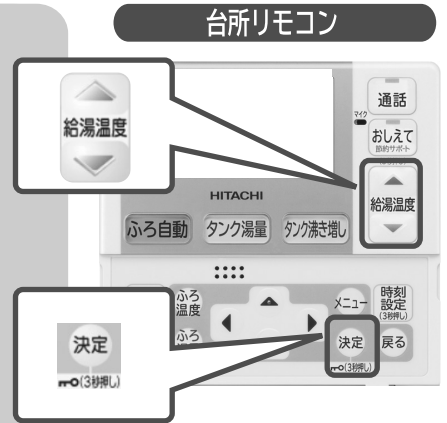 台所リモコン
給湯温度
通話
マイク
おしえて
節約サポート
給湯温度
HITACHI
ふろ自動
タンク湯量
タンク沸き増し
ふろ
温度
メニュー
時刻
設定
(3秒押し)
ふろ
決定
戻る
(3秒押し)
決定
(3秒押し)